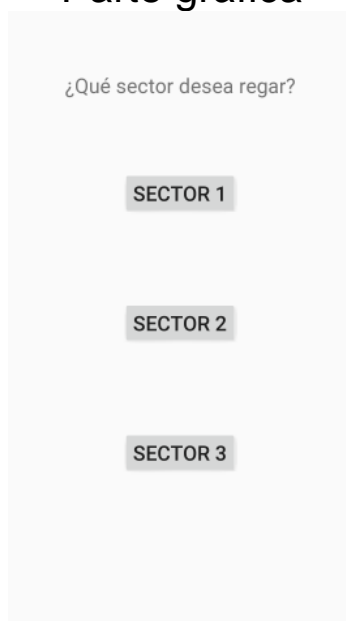 Parte gráfica
¿Qué sector desea regar?
SECTOR 1
SECTOR 2
SECTOR 3